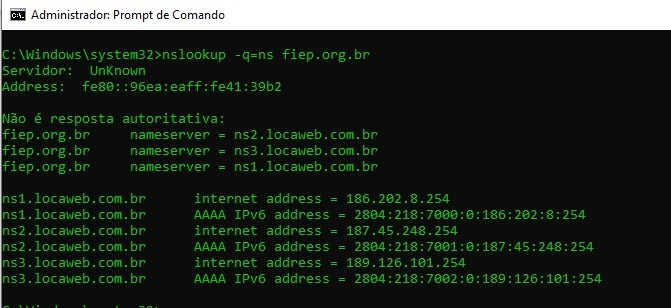 Administrador: Prompt de Comando
C:\Windows\system32>nslookup -q=ns fiep.org.br
Servidor:  UnKnown
Address:  fe80::96ea:eaff:fe41:39b2
Não é resposta autoritativa:
fiep.org.br     nameserver = ns2.locaweb.com.br
fiep.org.br     nameserver = ns3.locaweb.com.br
fiep.org.br     nameserver = ns1.locaweb.com.br
ns1.locaweb.com.br      internet address = 186.202.8.254
ns1.locaweb.com.br      AAAA IPv6 address = 2804:218:7000:0:186:202:8:254
ns2.locaweb.com.br      internet address = 187.45.248.254
ns2.locaweb.com.br      AAAA IPv6 address = 2804:218:7001:0:187:45:248:254
ns3.locaweb.com.br      internet address = 189.126.101.254
ns3.locaweb.com.br      AAAA IPv6 address = 2804:218:7002:0:189:126:101:254